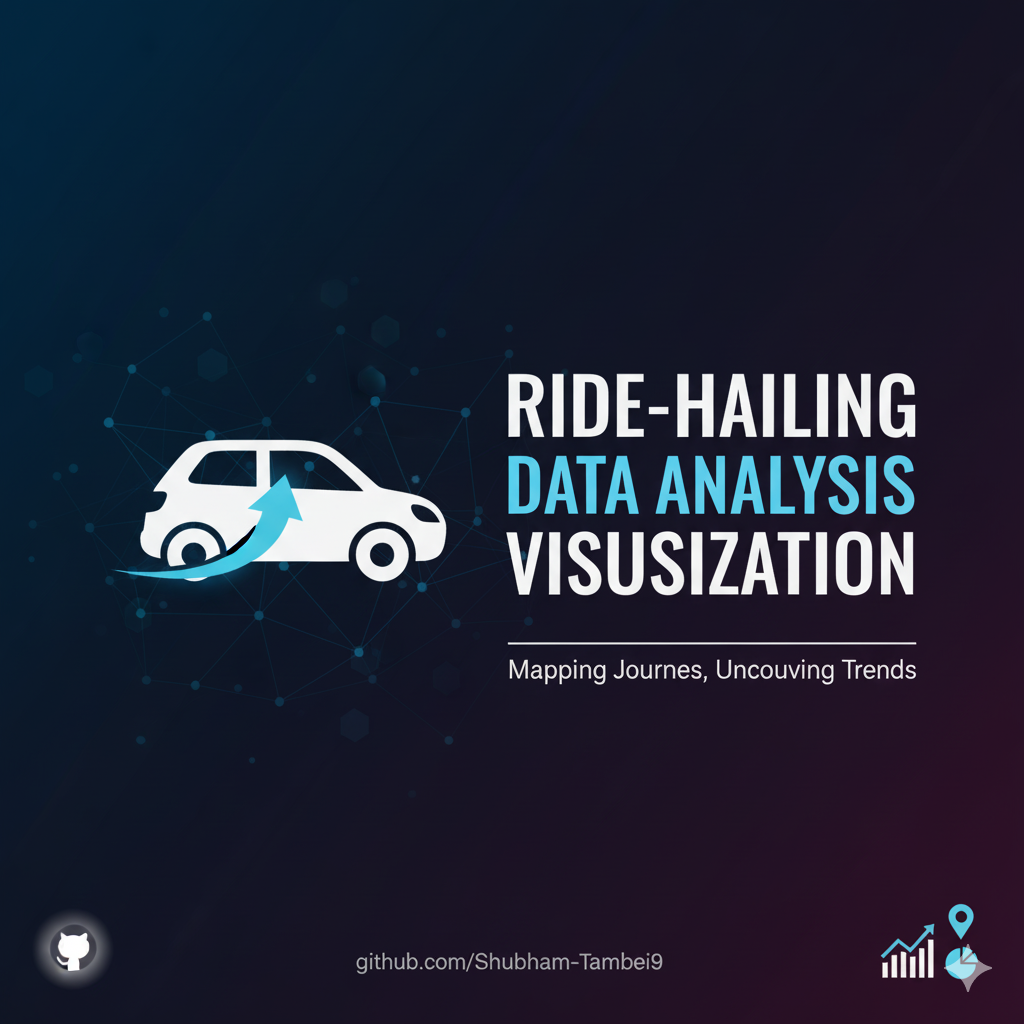 RIDE-HAILING
DATA ANALYSIS
VISUSIZATION
Mapping Journes, Uncouving Trends
github.com/Shubham-Tambei9